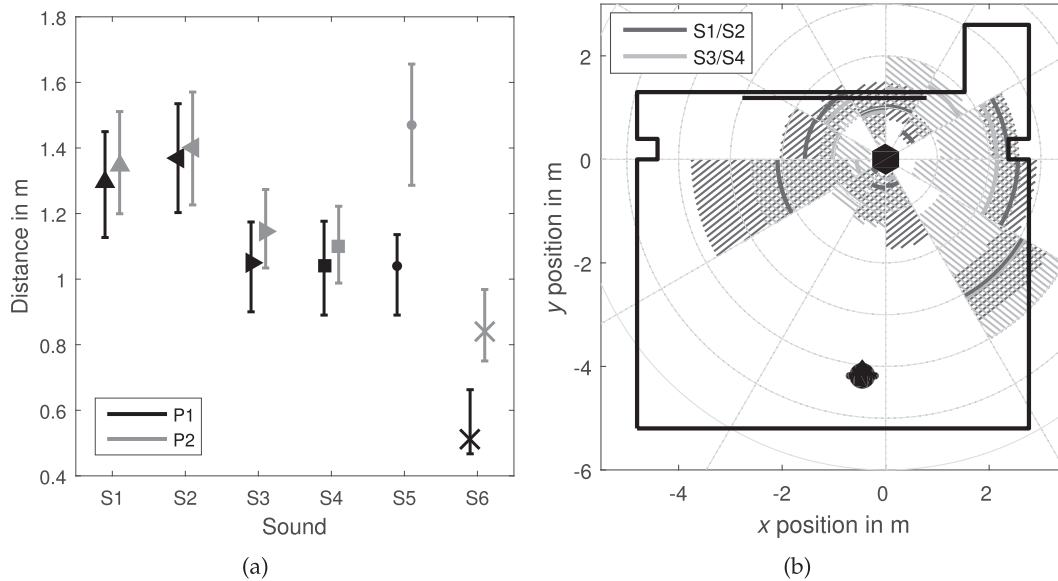 1.8
1.6
1.4
1.2
1
0.8
0.6
0.4
Distance in m
P1
P2
S1 S2 S3 S4 S5 S6
Sound
(a)
S1/S2
S3/S4
2
0
-2
-4
-6
y position in m
-4 -2 0 2
x position in m
(b)